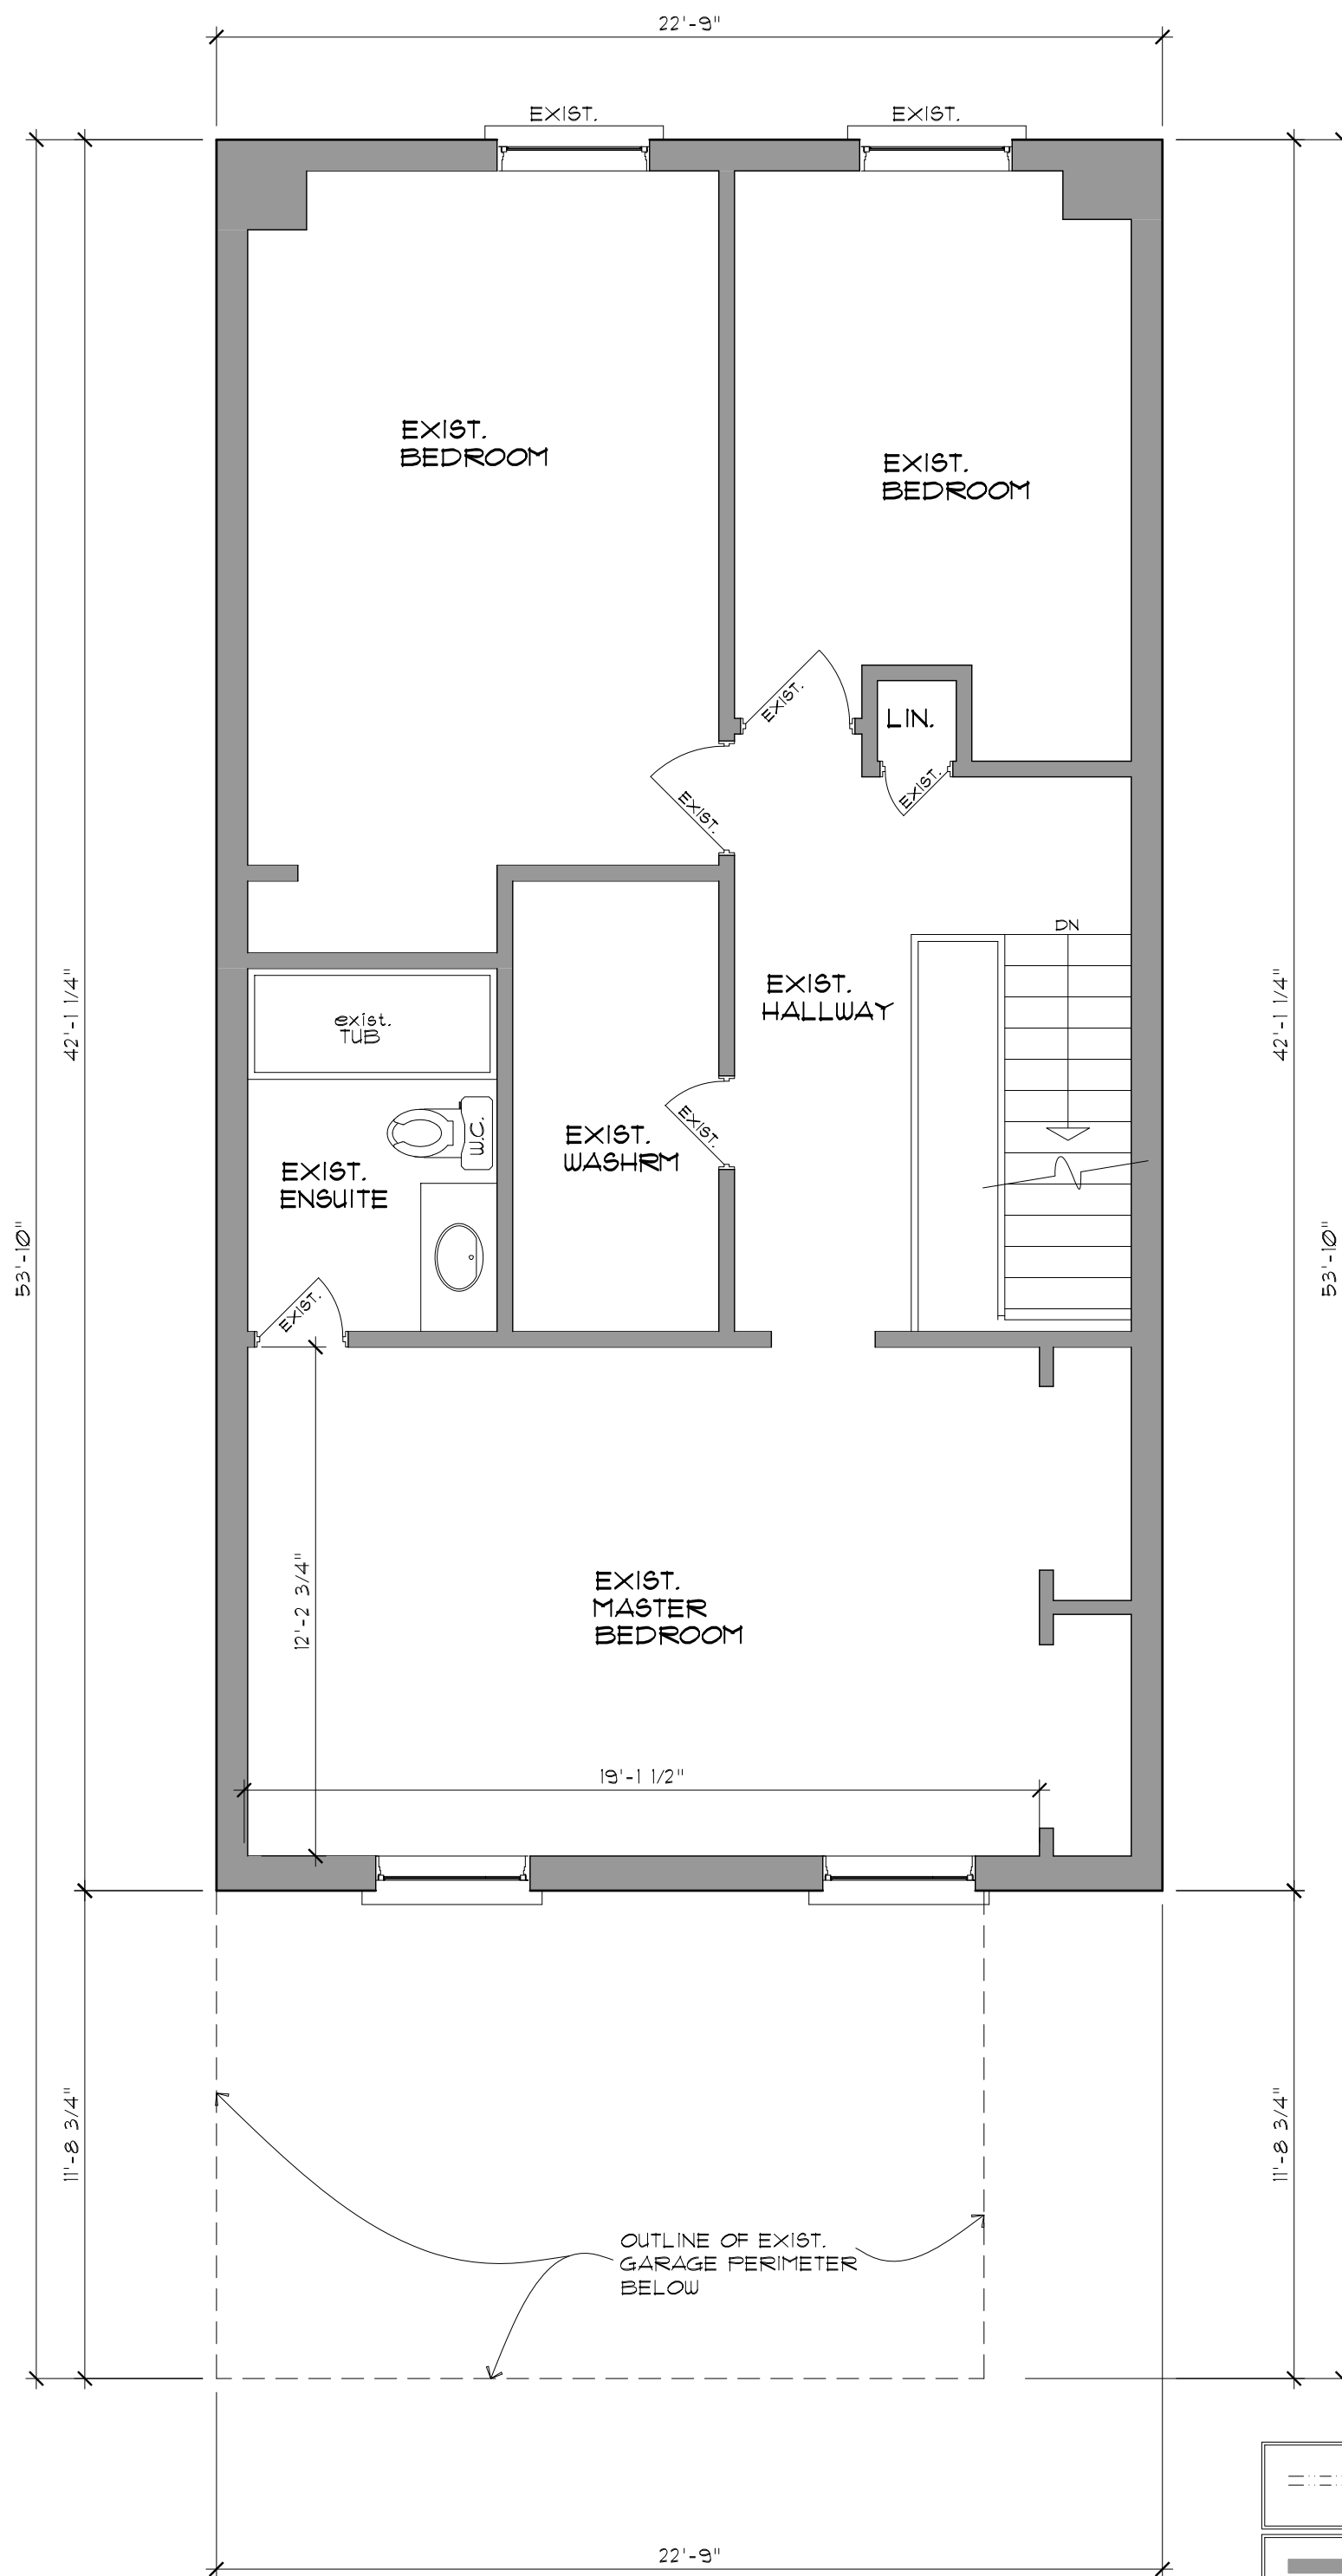 22'-9"
EXIST.
EXIST.
EXIST.
BEDROOM
EXIST.
BEDROOM
EXIST.
LIN.
EXIST.
EXIST.
DN
42'-1 1/4"
EXIST.
HALLWAY
42'-1 1/4"
exist.
TUB
W.C.
EXIST.
EXIST.
WASHRM
EXIST.
ENSUITE
53'-10"
53'-10"
EXIST.
12'-2 3/4"
EXIST.
MASTER
BEDROOM
19'-1 1/2"
11'-8 3/4"
11'-8 3/4"
OUTLINE OF EXIST.
GARAGE PERIMETER
BELOW
22'-9"